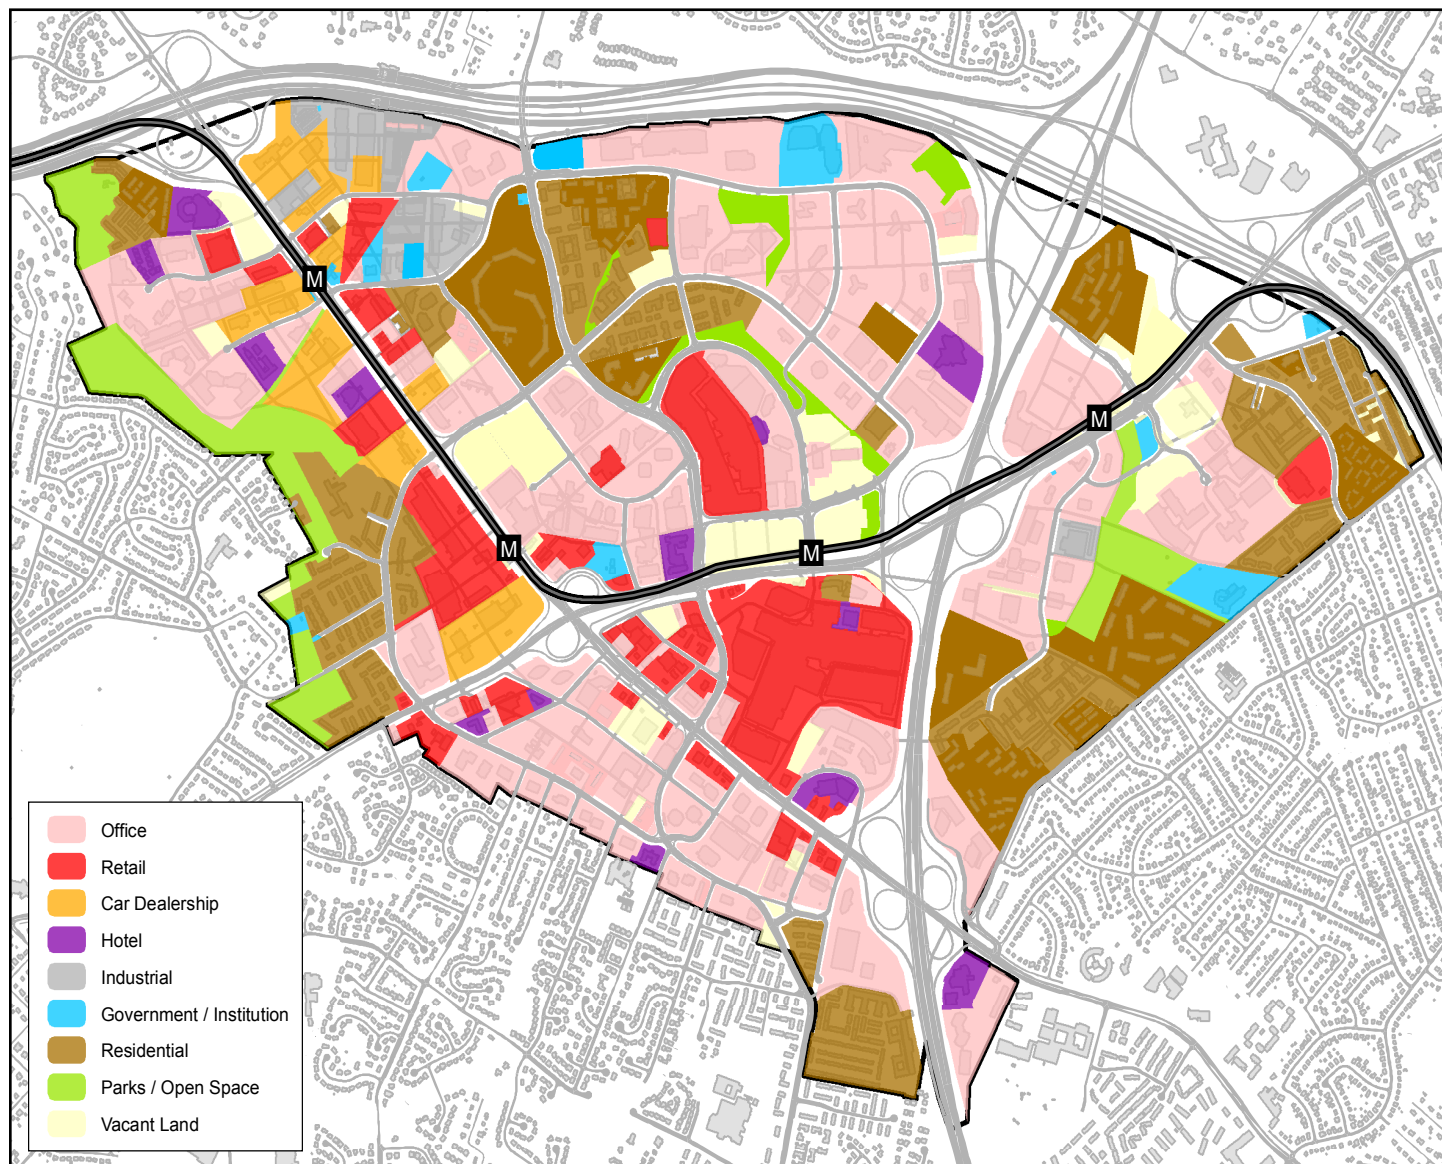 M
M
M
M
Office
Retail
Car Dealership
Hotel
Industrial
Government / Institution
Residential
Parks / Open Space
Vacant Land